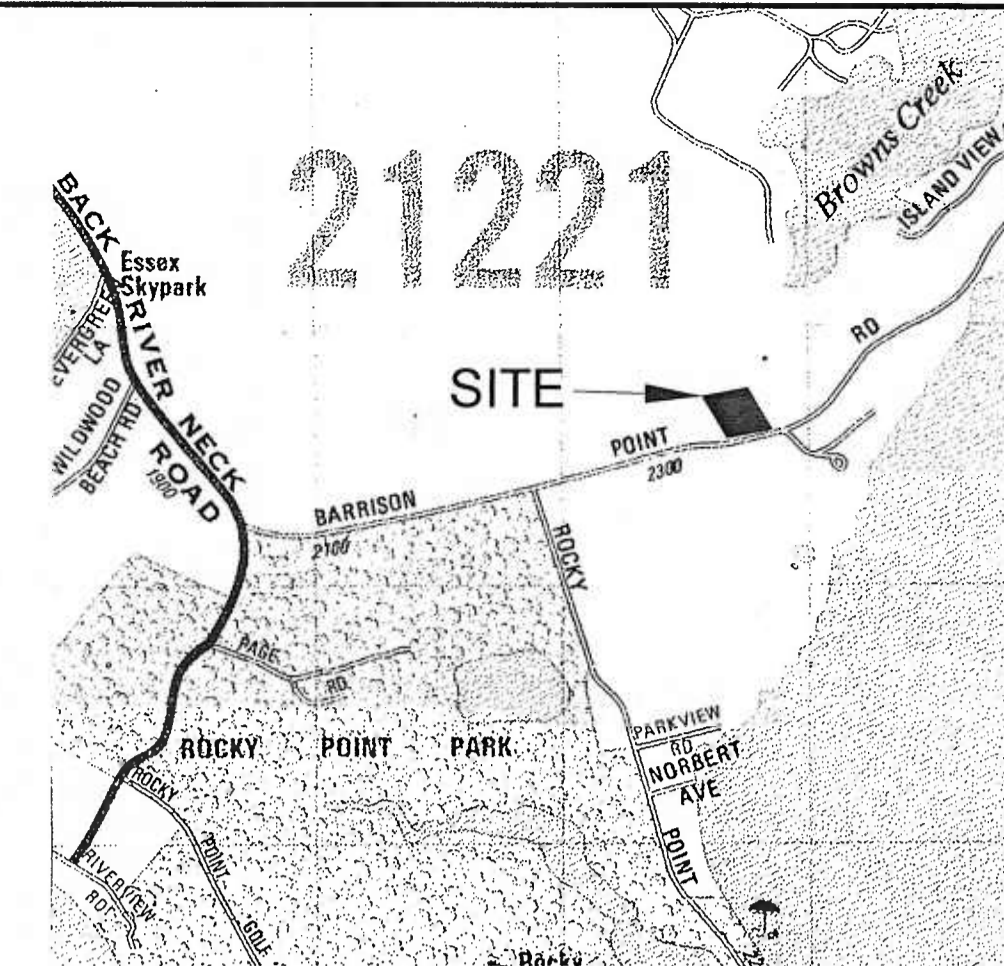 21221
Browns Creek
ISLAND VIEW
BACK RIVER NECK ROAD
1900
Essex
Skypark
EVERGREEN
LA
WILDWOOD
BEACH RD
SITE
BARRISON POINT RD
2100
2300
ROCKY POINT
PAGE RD
ROCKY POINT PARK
PARKVIEW
RD
NORBERT
AVE
ROCKY POINT GOLF
RIVERVIEW
RD
Rocky